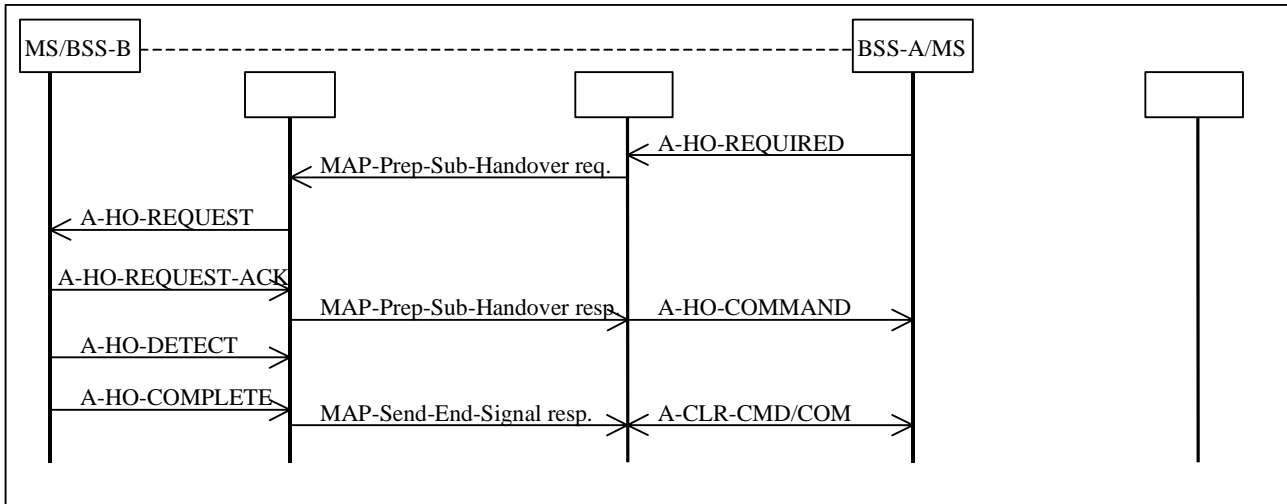 MS/BSS-B
BSS-A/MS
A-HO-REQUIRED
MAP-Prep-Sub-Handover req.
A-HO-REQUEST
A-HO-REQUEST-ACK
MAP-Prep-Sub-Handover resp.
A-HO-COMMAND
A-HO-DETECT
A-HO-COMPLETE
MAP-Send-End-Signal resp.
A-CLR-CMD/COM